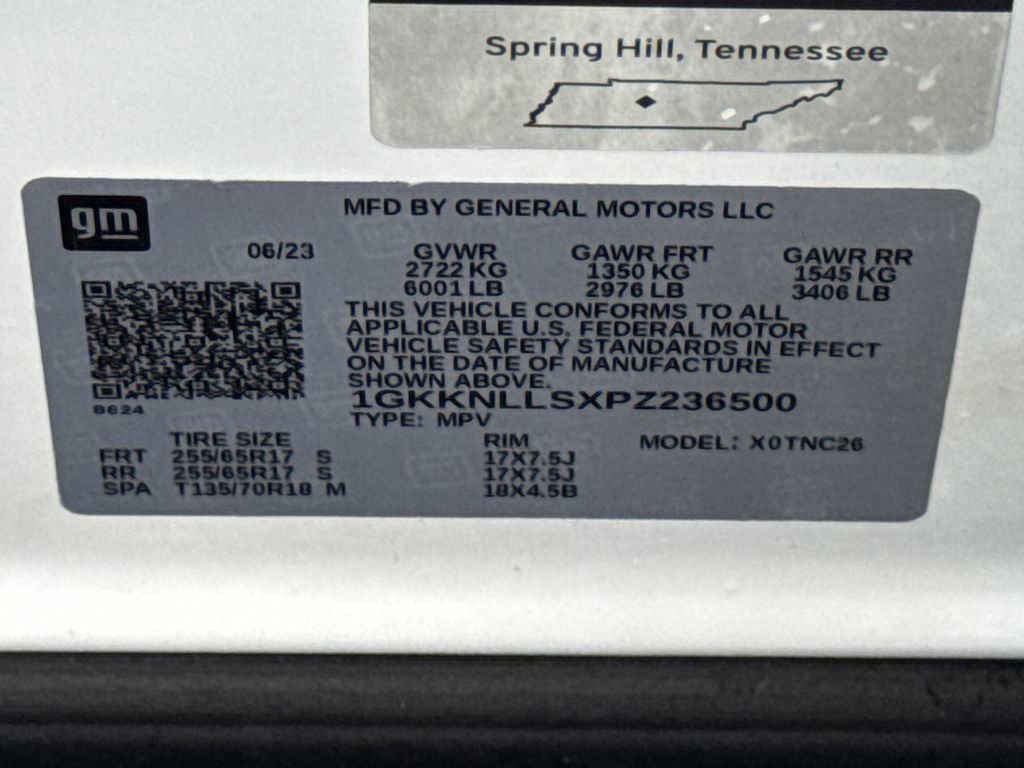 Spring Hill, Tennessee
gm
MFD BY GENERAL MOTORS LLC
06/23 GVWR GAWR FRT GAWR RR
2722 KG 1350 KG 1545 KG
6001 LB 2976 LB 3406 LB
THIS VEHICLE CONFORMS TO ALL
APPLICABLE U.S. FEDERAL MOTOR
VEHICLE SAFETY STANDARDS IN EFFECT
ON THE DATE OF MANUFACTURE
SHOWN ABOVE.
1GKKNLLSXPZ236500
8624
TYPE: MPV
TIRE SIZE RIM MODEL: X0TNC26
FRT 255/65R17 S 17X7.5J
RR 255/65R17 S 17X7.5J
SPA T135/70R18 M 18X4.5B